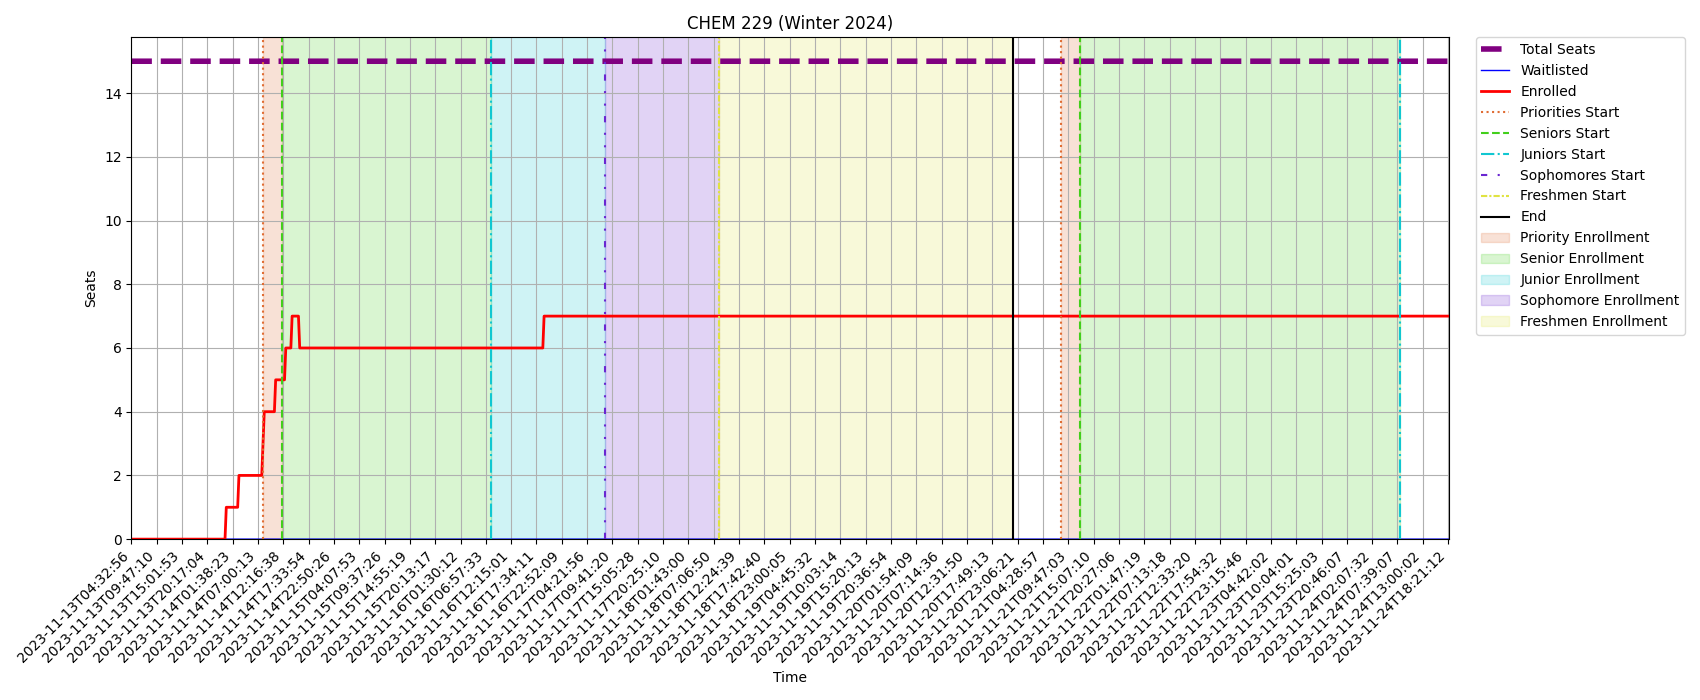 CHEM 229 (Winter 2024)
Seats
14
12
10
8
6
4
2
0
2023-11-13T04:32:56
2023-11-13T09:47:10
2023-11-13T15:01:53
2023-11-13T20:17:04
2023-11-14T01:38:23
2023-11-14T07:00:13
2023-11-14T12:16:38
2023-11-14T17:33:54
2023-11-14T22:50:26
2023-11-15T04:07:53
2023-11-15T09:37:26
2023-11-15T14:55:19
2023-11-15T20:13:17
2023-11-16T01:30:12
2023-11-16T06:57:33
2023-11-16T12:15:01
2023-11-16T17:34:11
2023-11-16T22:52:09
2023-11-17T04:21:56
2023-11-17T09:41:20
2023-11-17T15:05:28
2023-11-17T20:25:10
2023-11-18T01:43:00
2023-11-18T07:06:50
2023-11-18T12:24:39
2023-11-18T17:42:40
2023-11-18T23:00:05
2023-11-19T04:45:32
2023-11-19T10:03:14
2023-11-19T15:20:13
2023-11-19T20:36:54
2023-11-20T01:54:09
2023-11-20T07:14:36
2023-11-20T12:31:50
2023-11-20T17:49:13
2023-11-20T23:06:21
2023-11-21T04:28:57
2023-11-21T09:47:03
2023-11-21T15:07:10
2023-11-21T20:27:06
2023-11-22T01:47:19
2023-11-22T07:13:18
2023-11-22T12:33:20
2023-11-22T17:54:32
2023-11-22T23:15:46
2023-11-23T04:42:02
2023-11-23T10:04:01
2023-11-23T15:25:03
2023-11-23T20:46:07
2023-11-24T02:07:32
2023-11-24T07:39:07
2023-11-24T13:00:02
2023-11-24T18:21:12
Time
Total Seats
Waitlisted
Enrolled
Priorities Start
Seniors Start
Juniors Start
Sophomores Start
Freshmen Start
End
Priority Enrollment
Senior Enrollment
Junior Enrollment
Sophomore Enrollment
Freshmen Enrollment